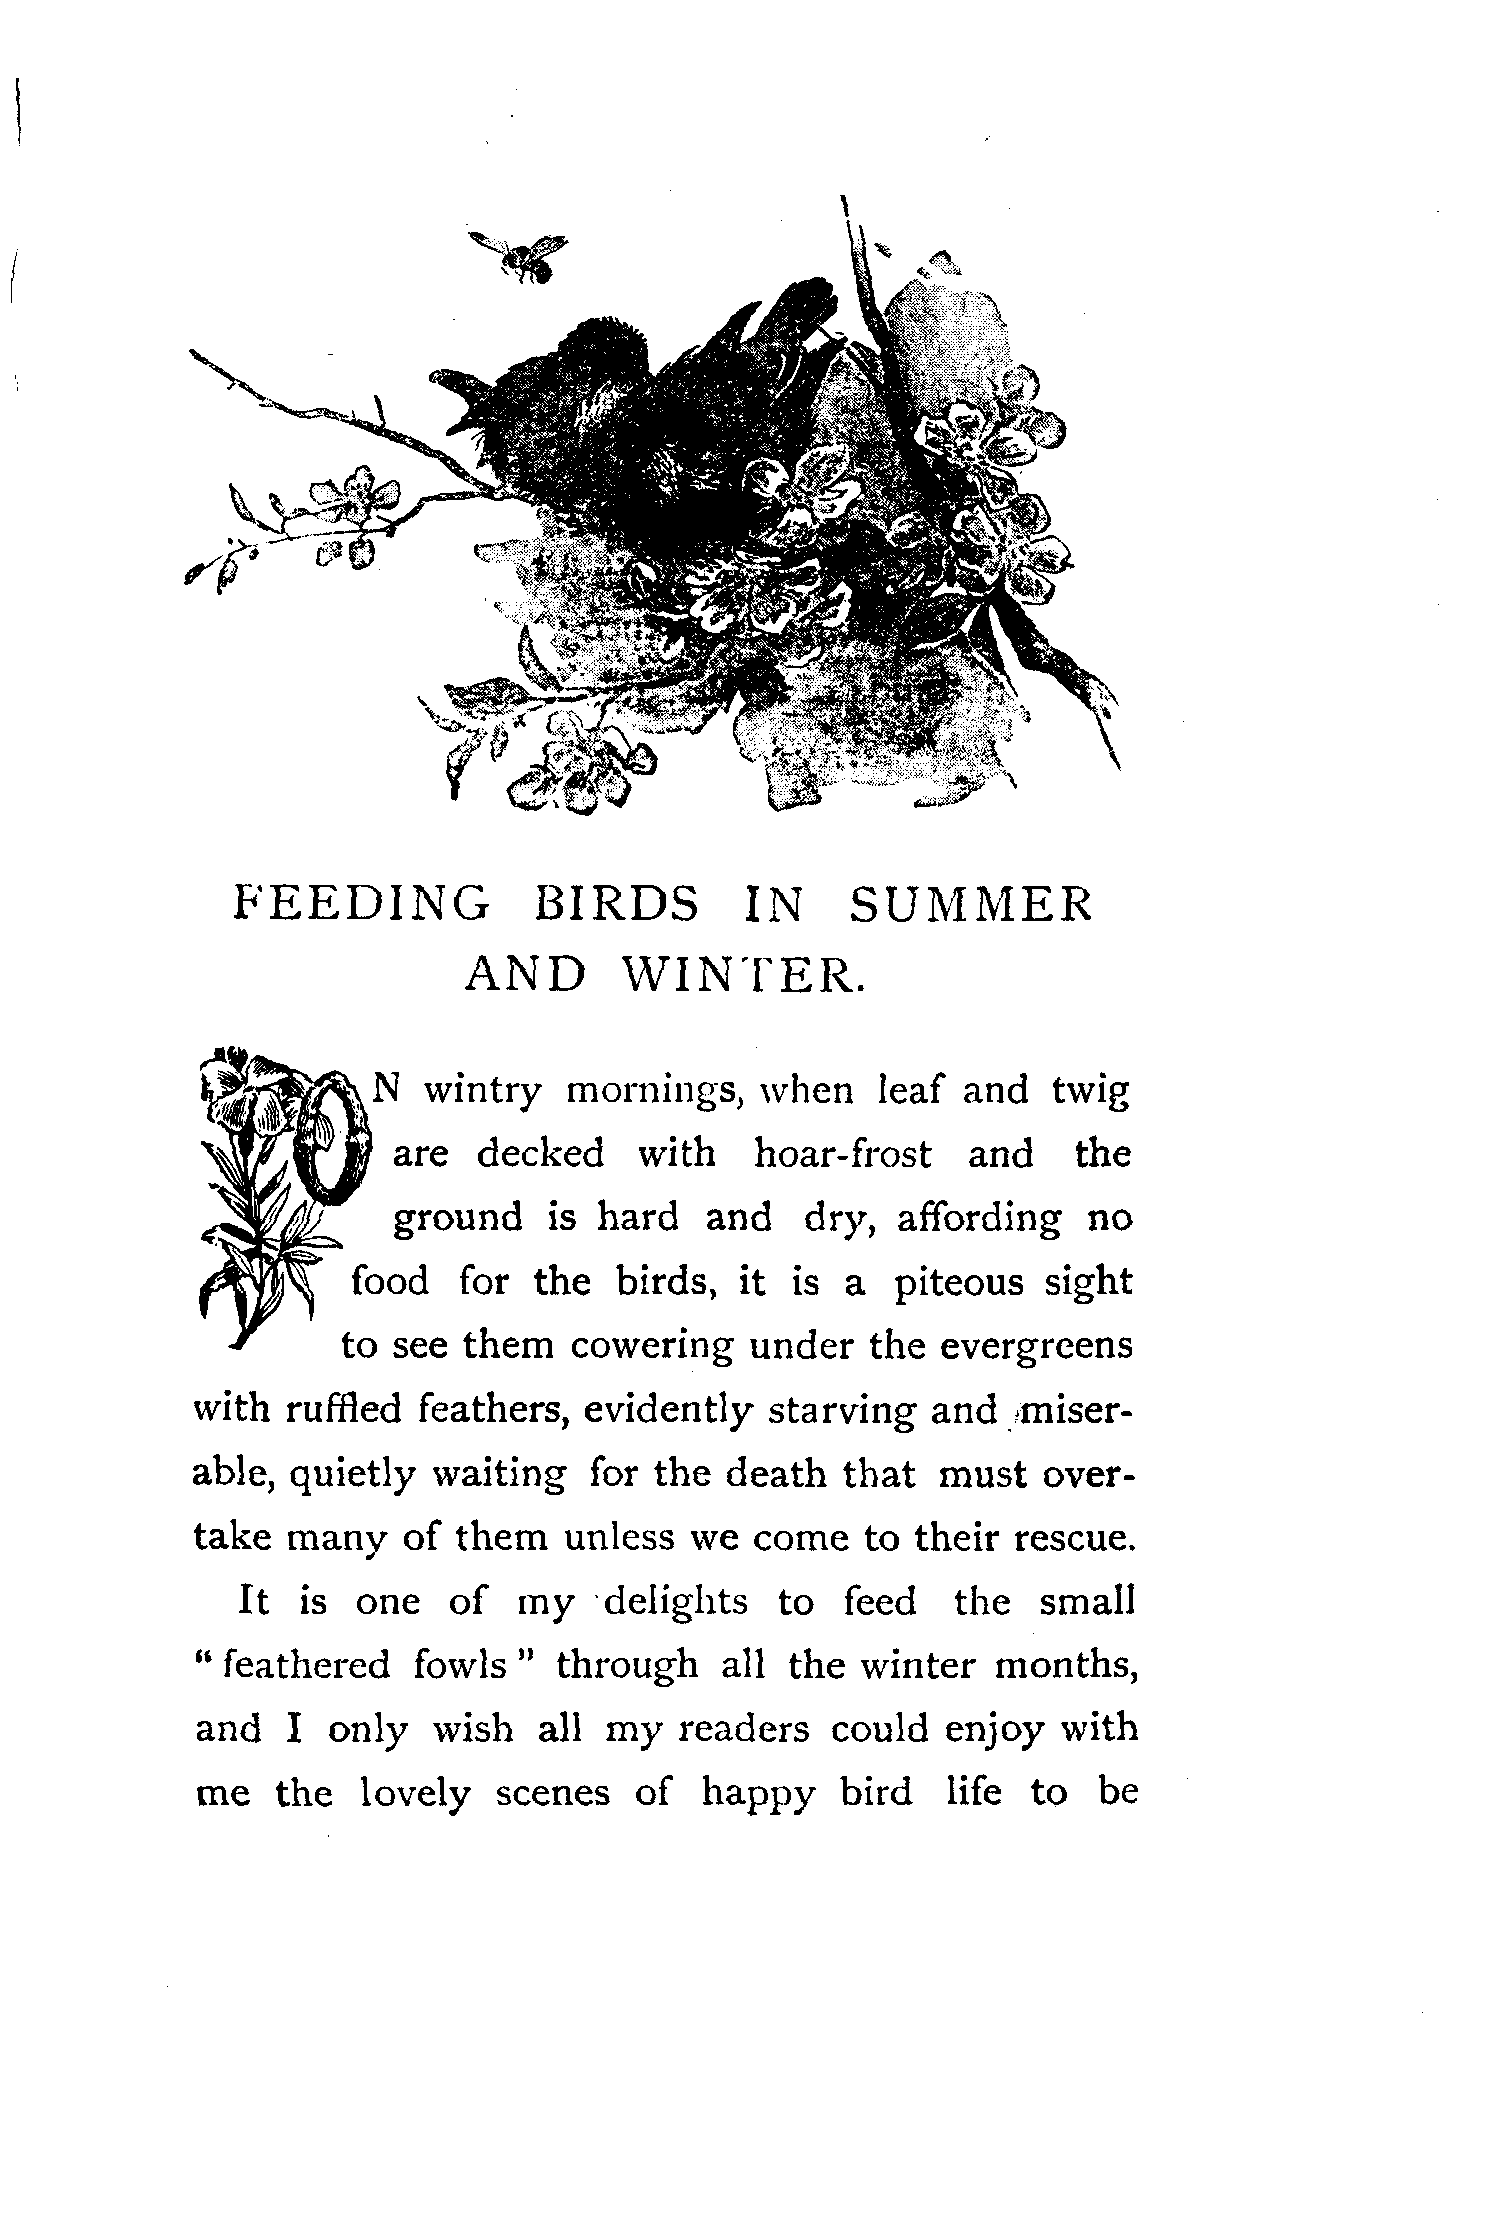 FEEDING BIRDS IN SUMMER
AND WINTER.
ON wintry mornings, when leaf and twig
are decked with hoar-frost and the
ground is hard and dry, affording no
food for the birds, it is a piteous sight
to see them cowering under the evergreens
with ruffled feathers, evidently starving and miser-
able, quietly waiting for the death that must over-
take many of them unless we come to their rescue.
It is one of my delights to feed the small
“ feathered fowls ” through all the winter months,
and I only wish all my readers could enjoy with
me the lovely scenes of happy bird life to be